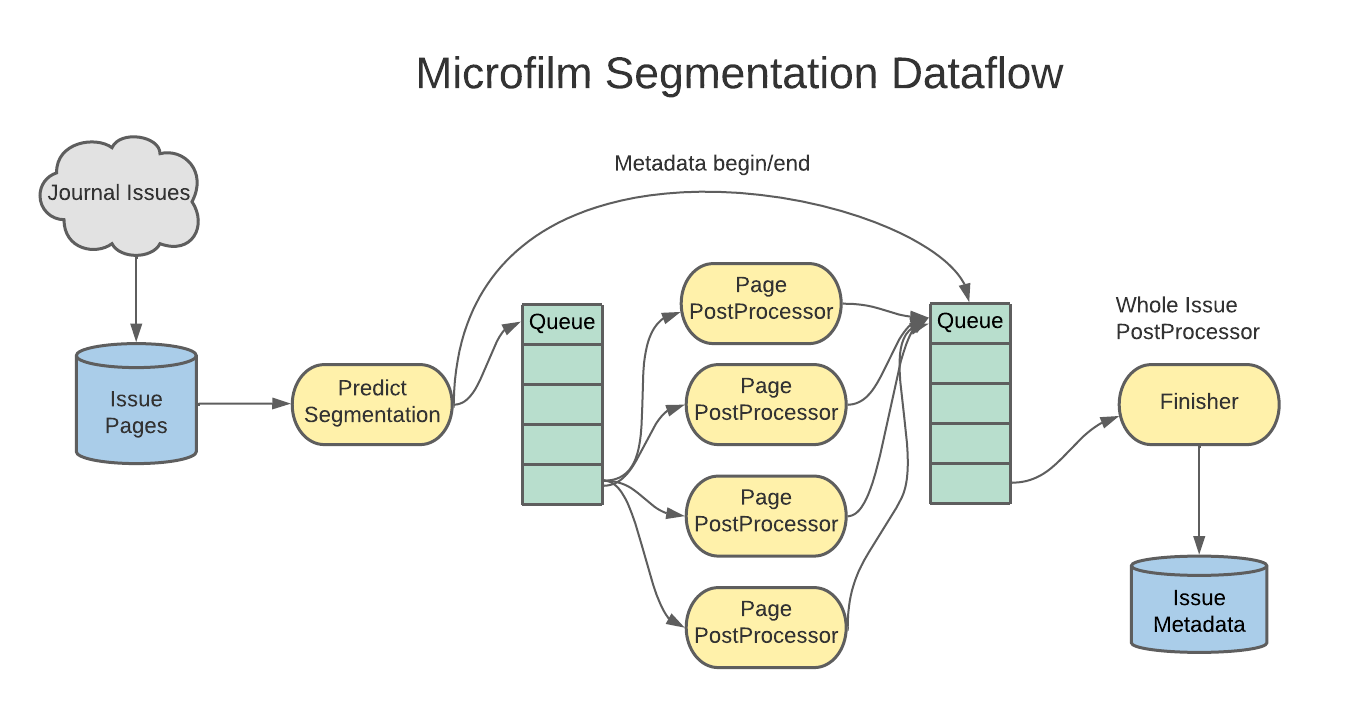 Microfilm Segmentation Dataflow
Journal Issues
Metadata begin/end
Issue
Pages
Predict
Segmentation
Queue
Page
PostProcessor
Page
PostProcessor
Page
PostProcessor
Page
PostProcessor
Queue
Whole Issue
PostProcessor
Finisher
Issue
Metadata